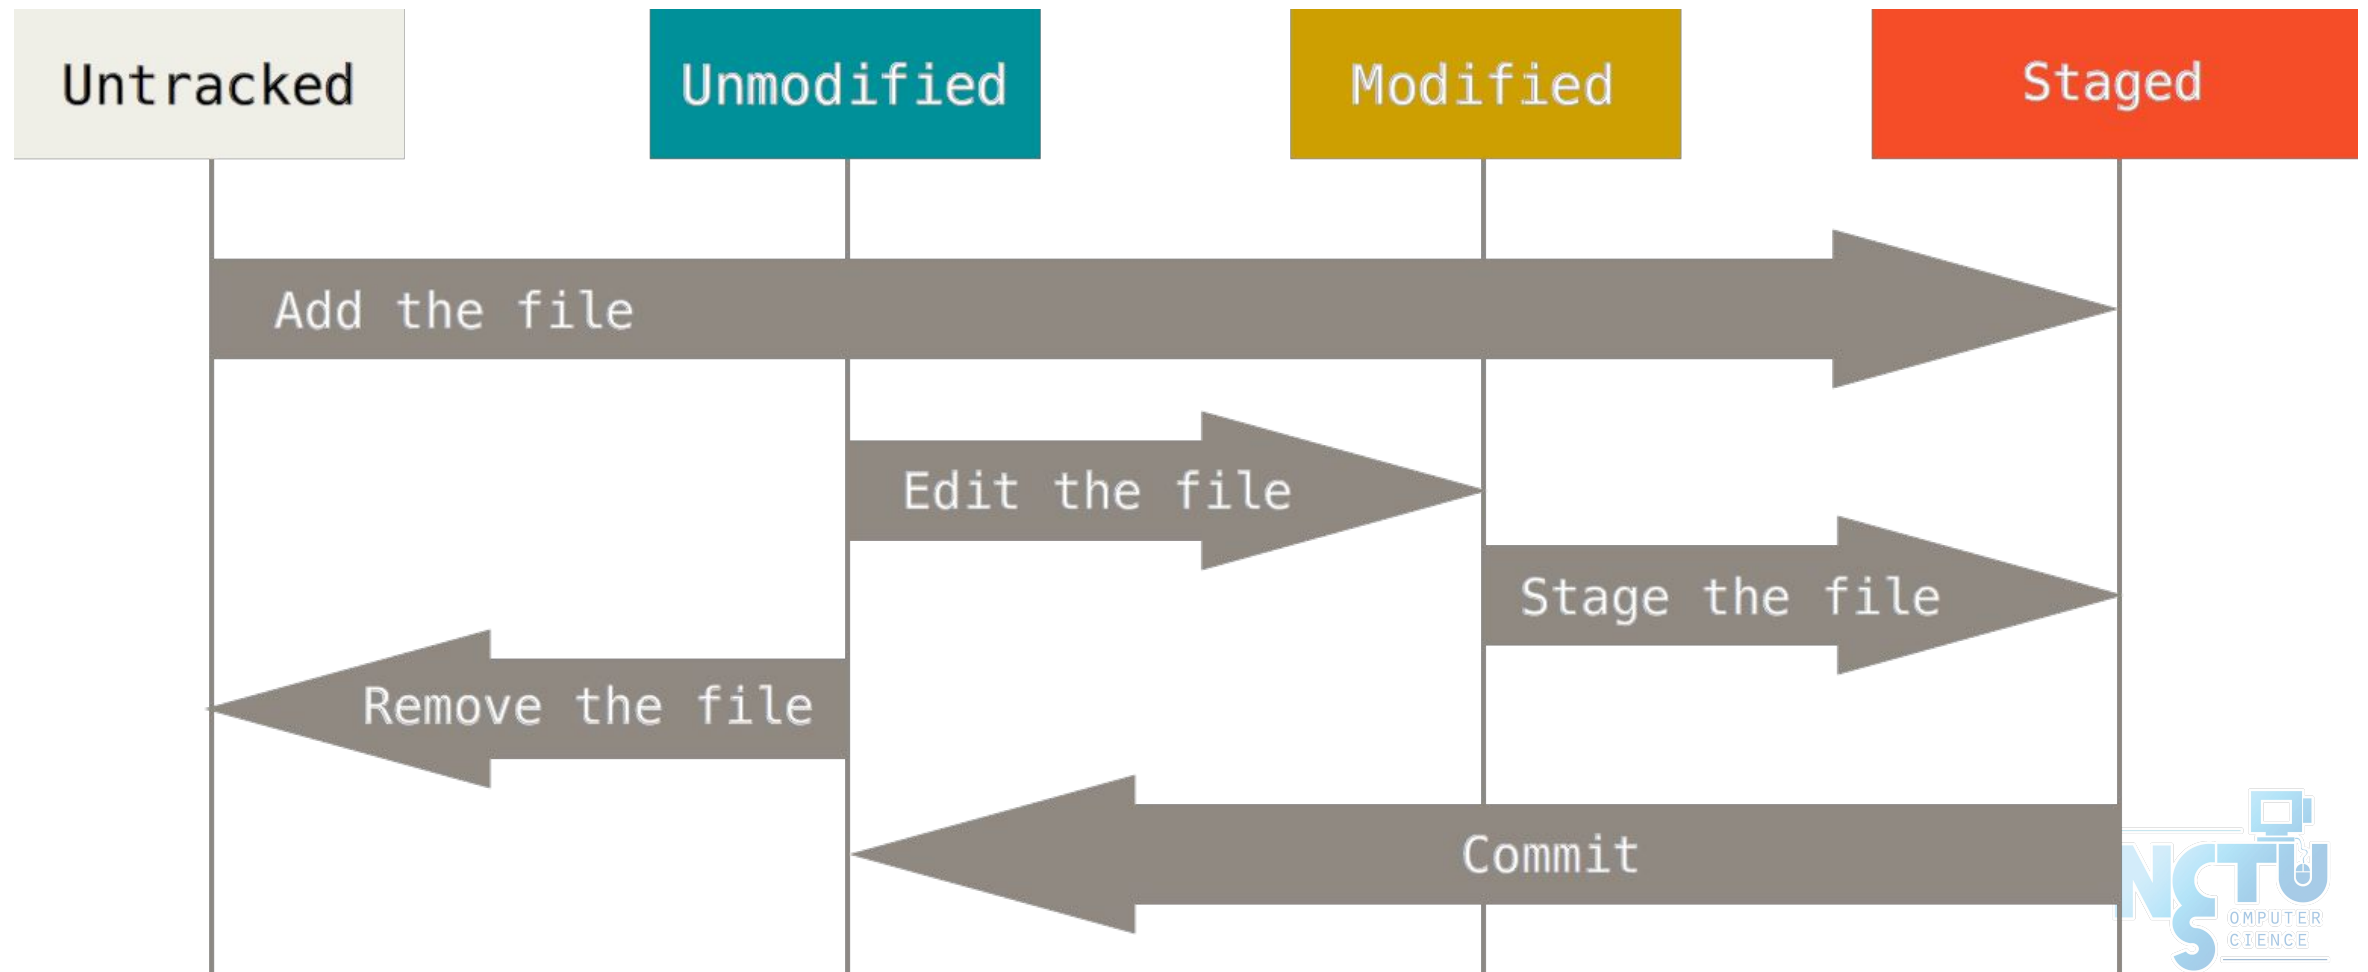 Untracked
Unmodified
Modified
Staged
Add the file
Edit the file
Stage the file
Remove the file
Commit
NCTU
OMPUTER
S
CIENCE